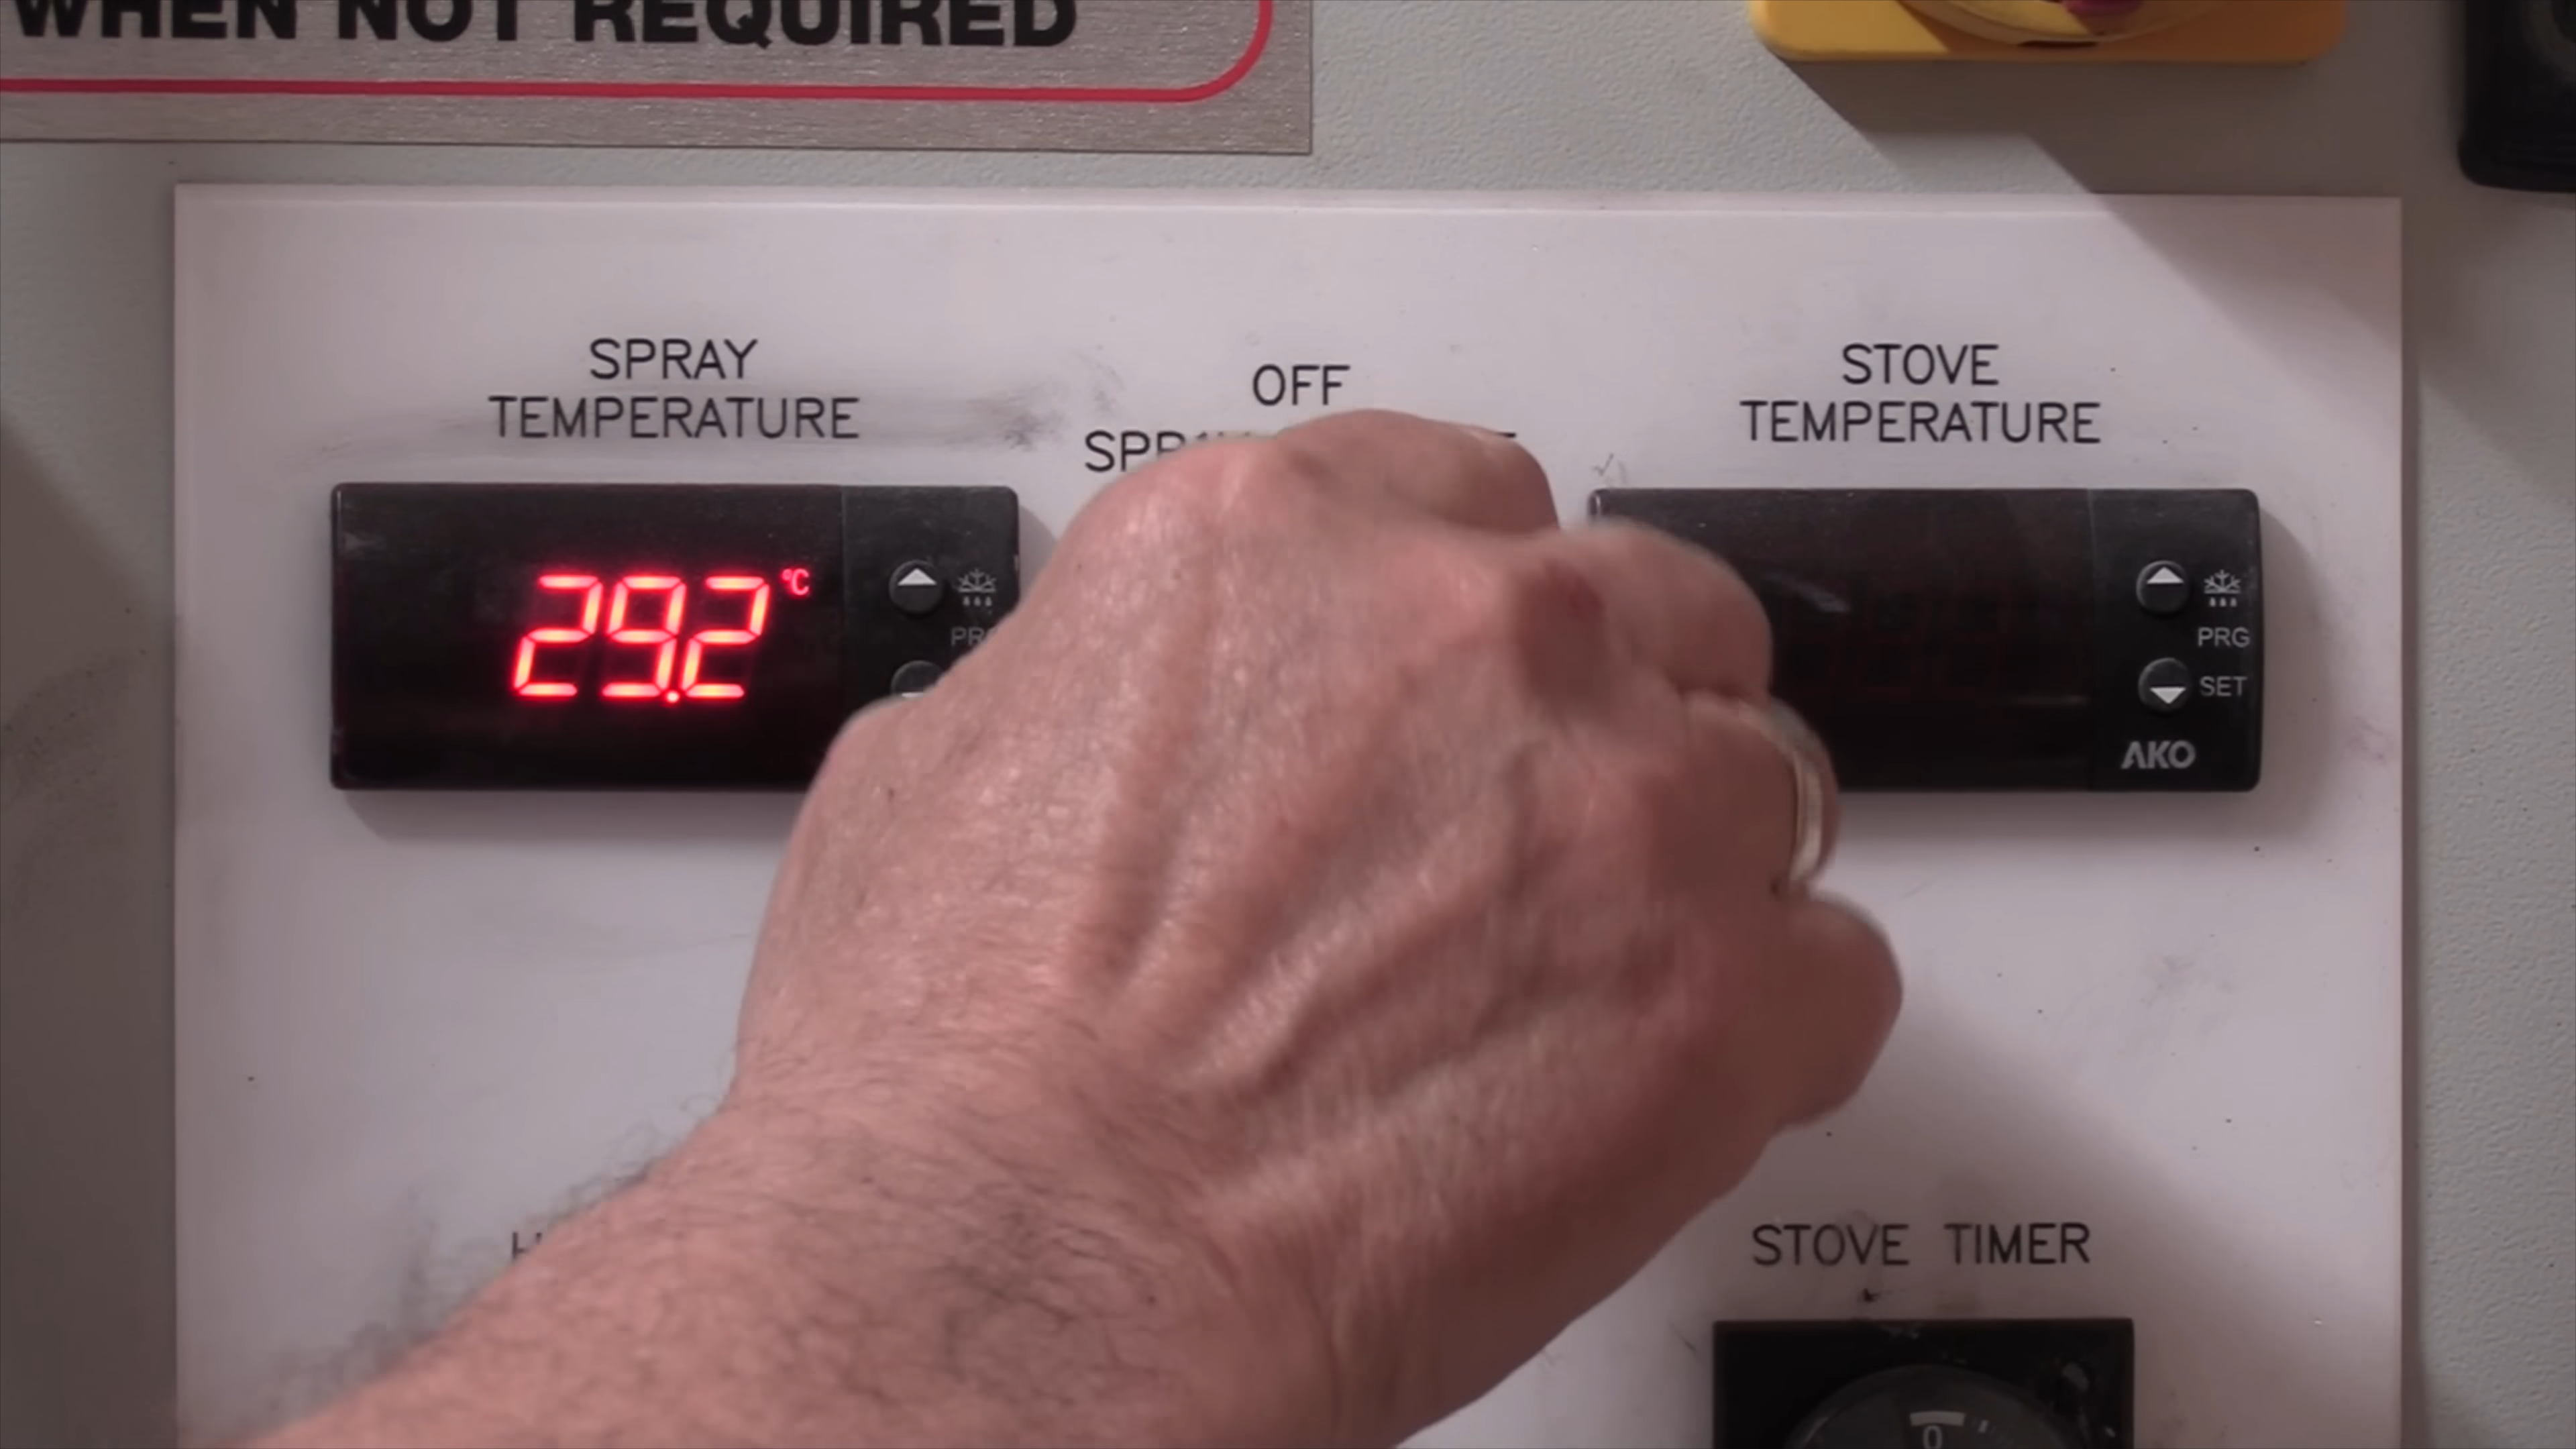 WHEN NOT REQUIRED
SPRAY
TEMPERATURE
OFF
STOVE
TEMPERATURE
29.2 °C
PRG
SET
AKO
STOVE TIMER
0